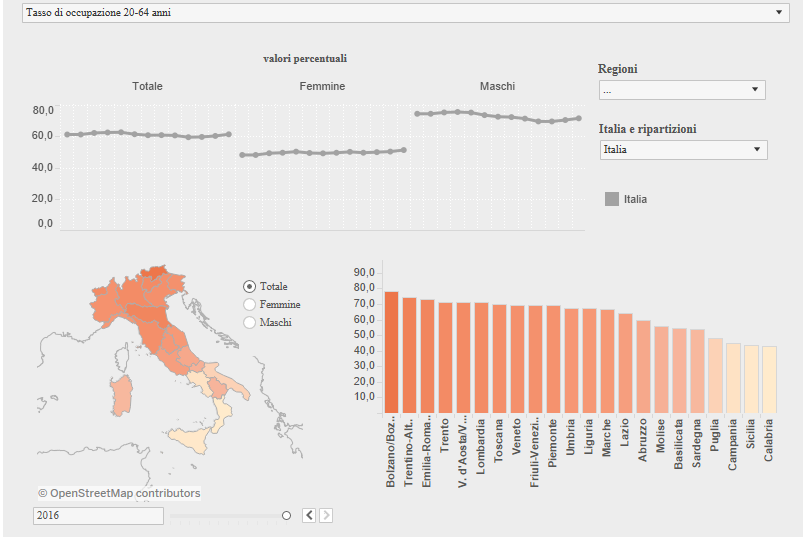 Tasso di occupazione 20-64 anni
valori percentuali
Totale
Femmine
Maschi
80,0
60,0
40,0
20,0
0,0
Regioni
...
Italia e ripartizioni
Italia
Italia
Totale
Femmine
Maschi
© OpenStreetMap contributors
2016
90,0
80,0
70,0
60,0
50,0
40,0
30,0
20,0
10,0
Bolzano/Boz..
Trentino-Alt..
Emilia-Roma..
Trento
V. d'Aosta/V...
Lombardia
Toscana
Veneto
Friuli-Venezi..
Piemonte
Umbria
Liguria
Marche
Lazio
Abruzzo
Molise
Basilicata
Sardegna
Puglia
Campania
Sicilia
Calabria